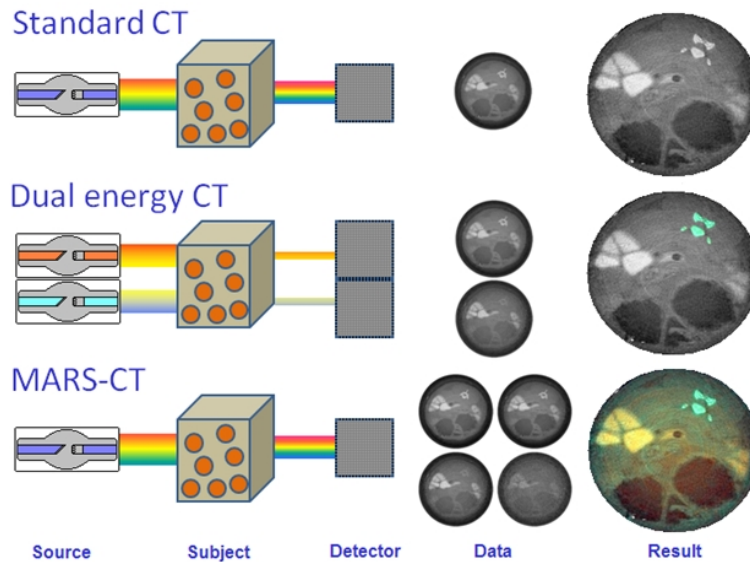 Standard CT
Dual energy CT
MARS-CT
Source Subject Detector Data Result